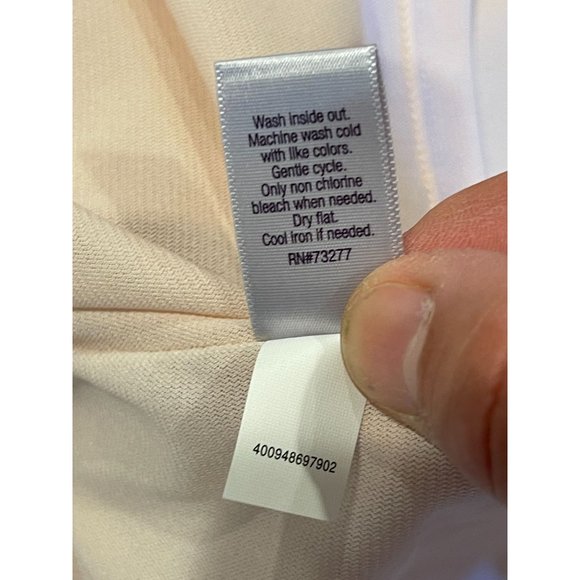 Wash inside out.
Machine wash cold
with like colors.
Gentle cycle.
Only non chlorine
bleach when needed.
Dry flat.
Cool iron if needed.
RN#73277
400948697902